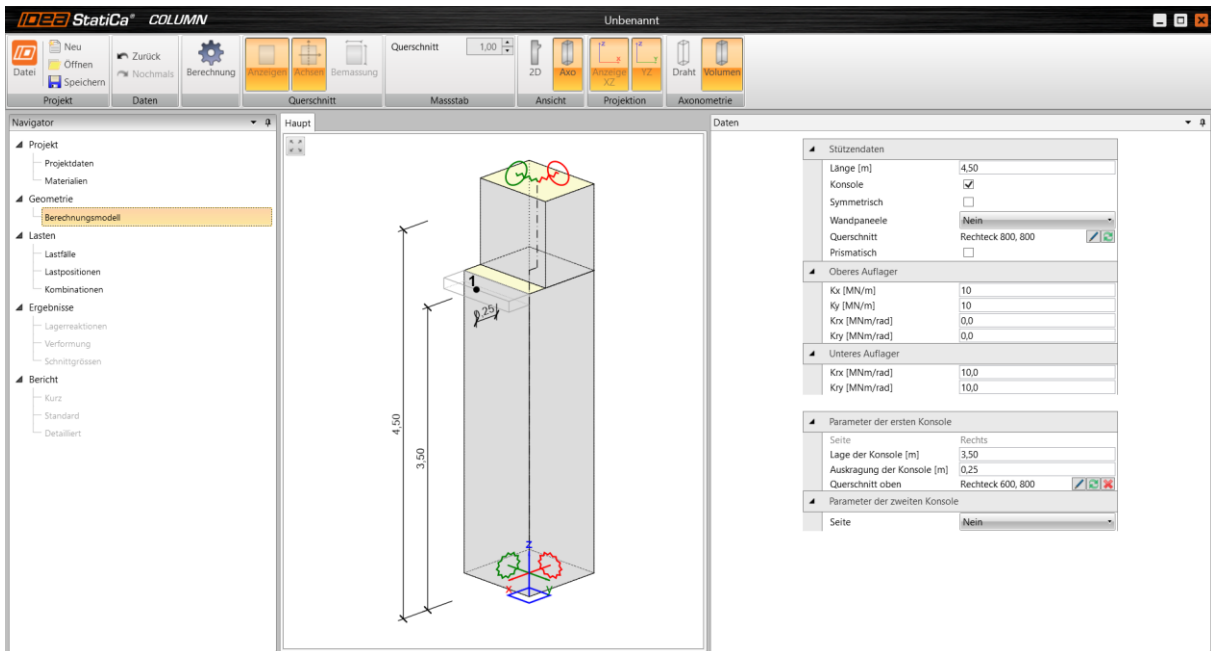 IDEA StatiCa® COLUMN
Unbenannt
Datei
Neu
Öffnen
Speichern
Projekt
Zurück
Nochmals
Daten
Berechnung
Anzeigen
Achsen
Bemassung
Querschnitt
Querschnitt 1,00
Massstab
2D
Axo
Ansicht
Anzeige XZ
YZ
Projektion
Draht
Volumen
Axonometrie
Navigator
Projekt
Projektdaten
Materialien
Geometrie
Berechnungsmodell
Lasten
Lastfälle
Lastpositionen
Kombinationen
Ergebnisse
Lagerreaktionen
Verformung
Schnittgrössen
Bericht
Kurz
Standard
Detailliert
Haupt
1
0,25
4,50
3,50
Z
X
Y
Daten
Stützendaten
Länge [m] 4,50
Konsole
Symmetrisch
Wandpaneele Nein
Querschnitt Rechteck 800, 800
Prismatisch
Oberes Auflager
Kx [MN/m] 10
Ky [MN/m] 10
Krx [MNm/rad] 0,0
Kry [MNm/rad] 0,0
Unteres Auflager
Krx [MNm/rad] 10,0
Kry [MNm/rad] 10,0
Parameter der ersten Konsole
Seite Rechts
Lage der Konsole [m] 3,50
Auskragung der Konsole [m] 0,25
Querschnitt oben Rechteck 600, 800
Parameter der zweiten Konsole
Seite Nein